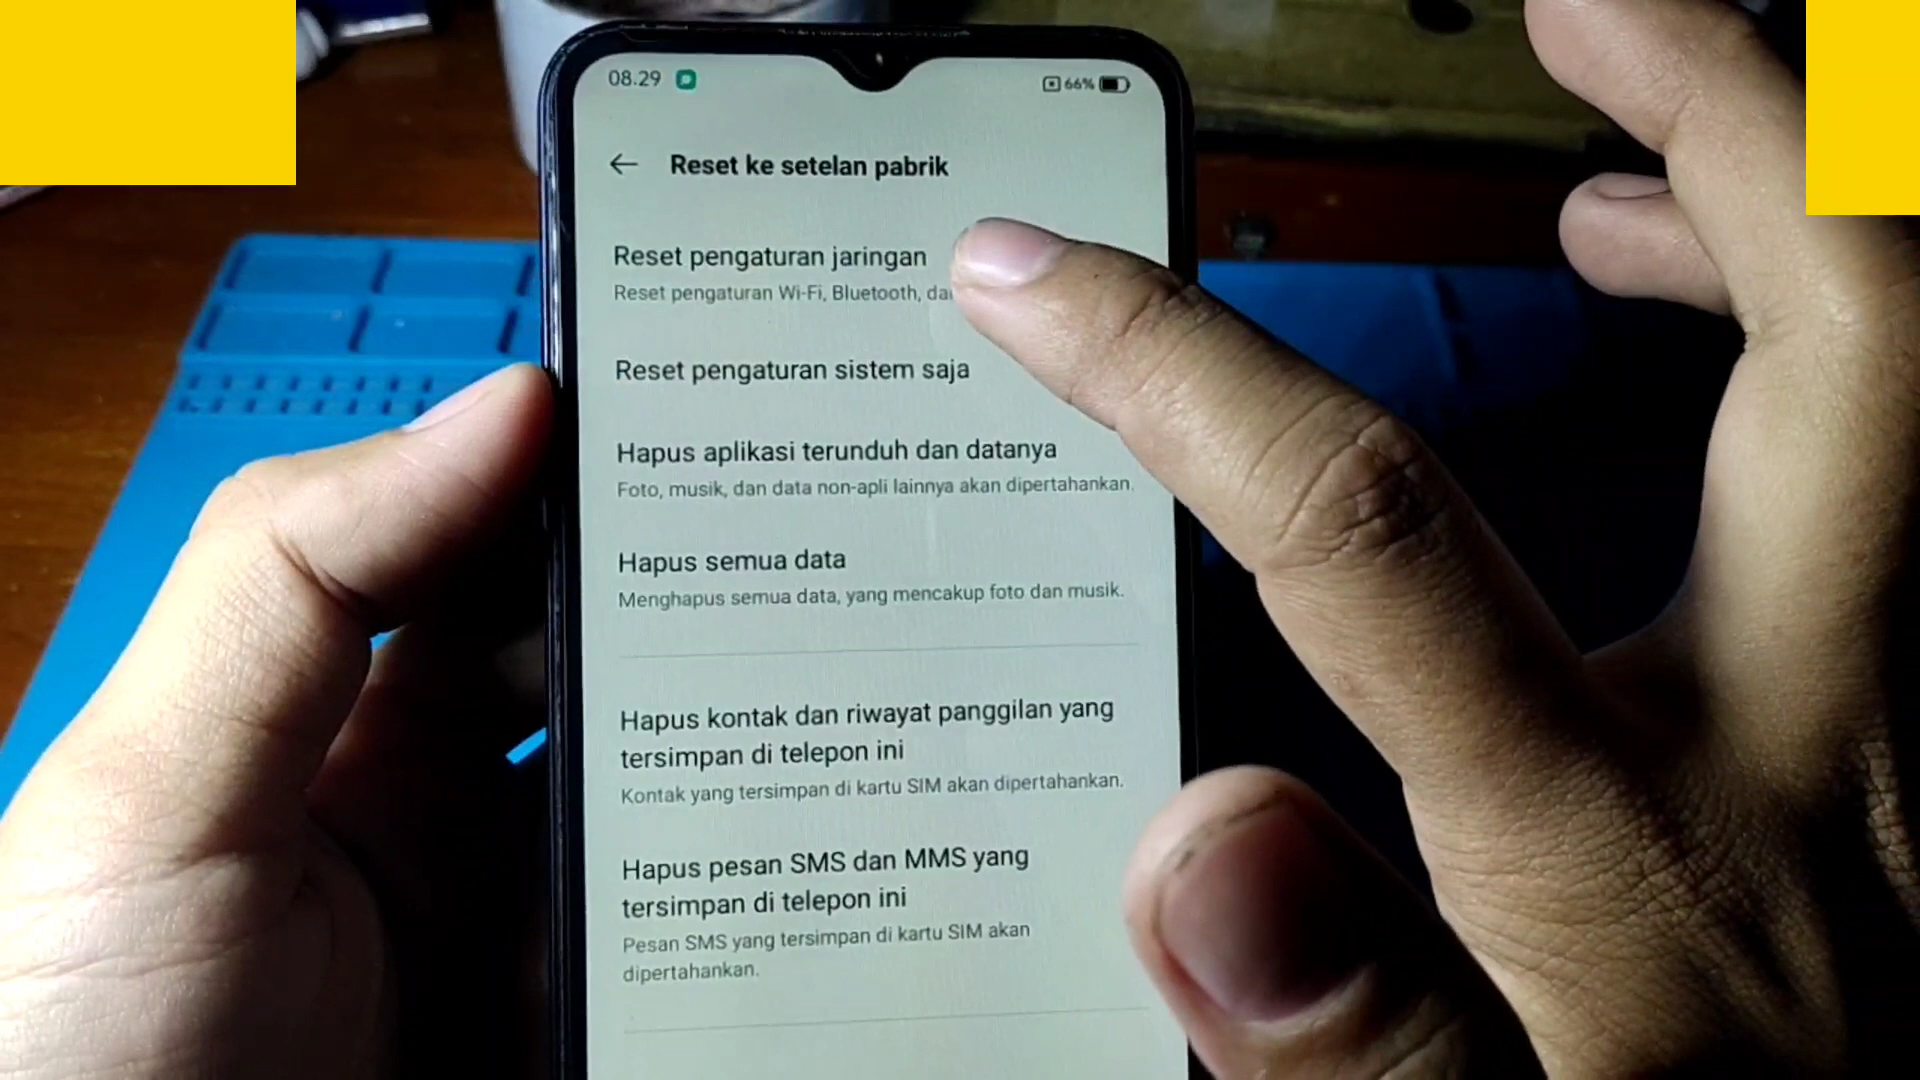 08.29
66%
Reset ke setelan pabrik
Reset pengaturan jaringan
Reset pengaturan Wi-Fi, Bluetooth,
Reset pengaturan sistem saja
Hapus aplikasi terunduh dan datanya
Foto, musik, dan data non-apli lainnya akan dipertahankan.
Hapus semua data
Menghapus semua data, yang mencakup foto dan musik.
Hapus kontak dan riwayat panggilan yang
tersimpan di telepon ini
Kontak yang tersimpan di kartu SIM akan dipertahankan.
Hapus pesan SMS dan MMS yang
tersimpan di telepon ini
Pesan SMS yang tersimpan di kartu SIM akan
dipertahankan.